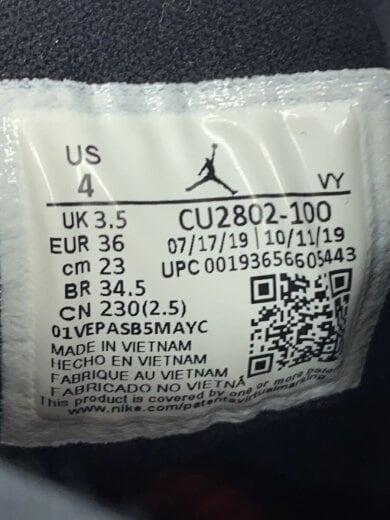 US
4
VY
UK 3.5
CU2802-100
EUR 36
07/17/19 | 10/11/19
cm 23
UPC 00193656605443
BR 34.5
CN 230(2.5)
01VEPASB5MAYC
MADE IN VIETNAM
HECHO EN VIETNAM
FABRIQUE AU VIETNAM
FABRICADO NO VIETNÃ
This product is covered by one or more patents
www.nike.com/patentsvirtualmarking